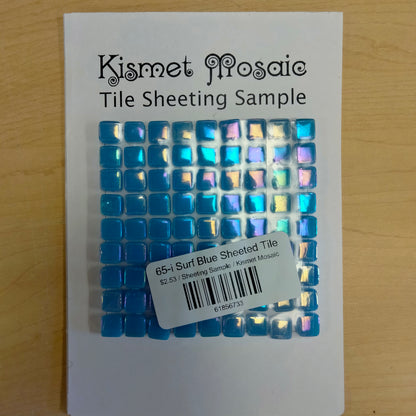 Kismet Mosaic
Tile Sheeting Sample
65-i Surf Blue Sheeted Tile
$2.53 / Sheeting Sample / Kismet Mosaic
61856733